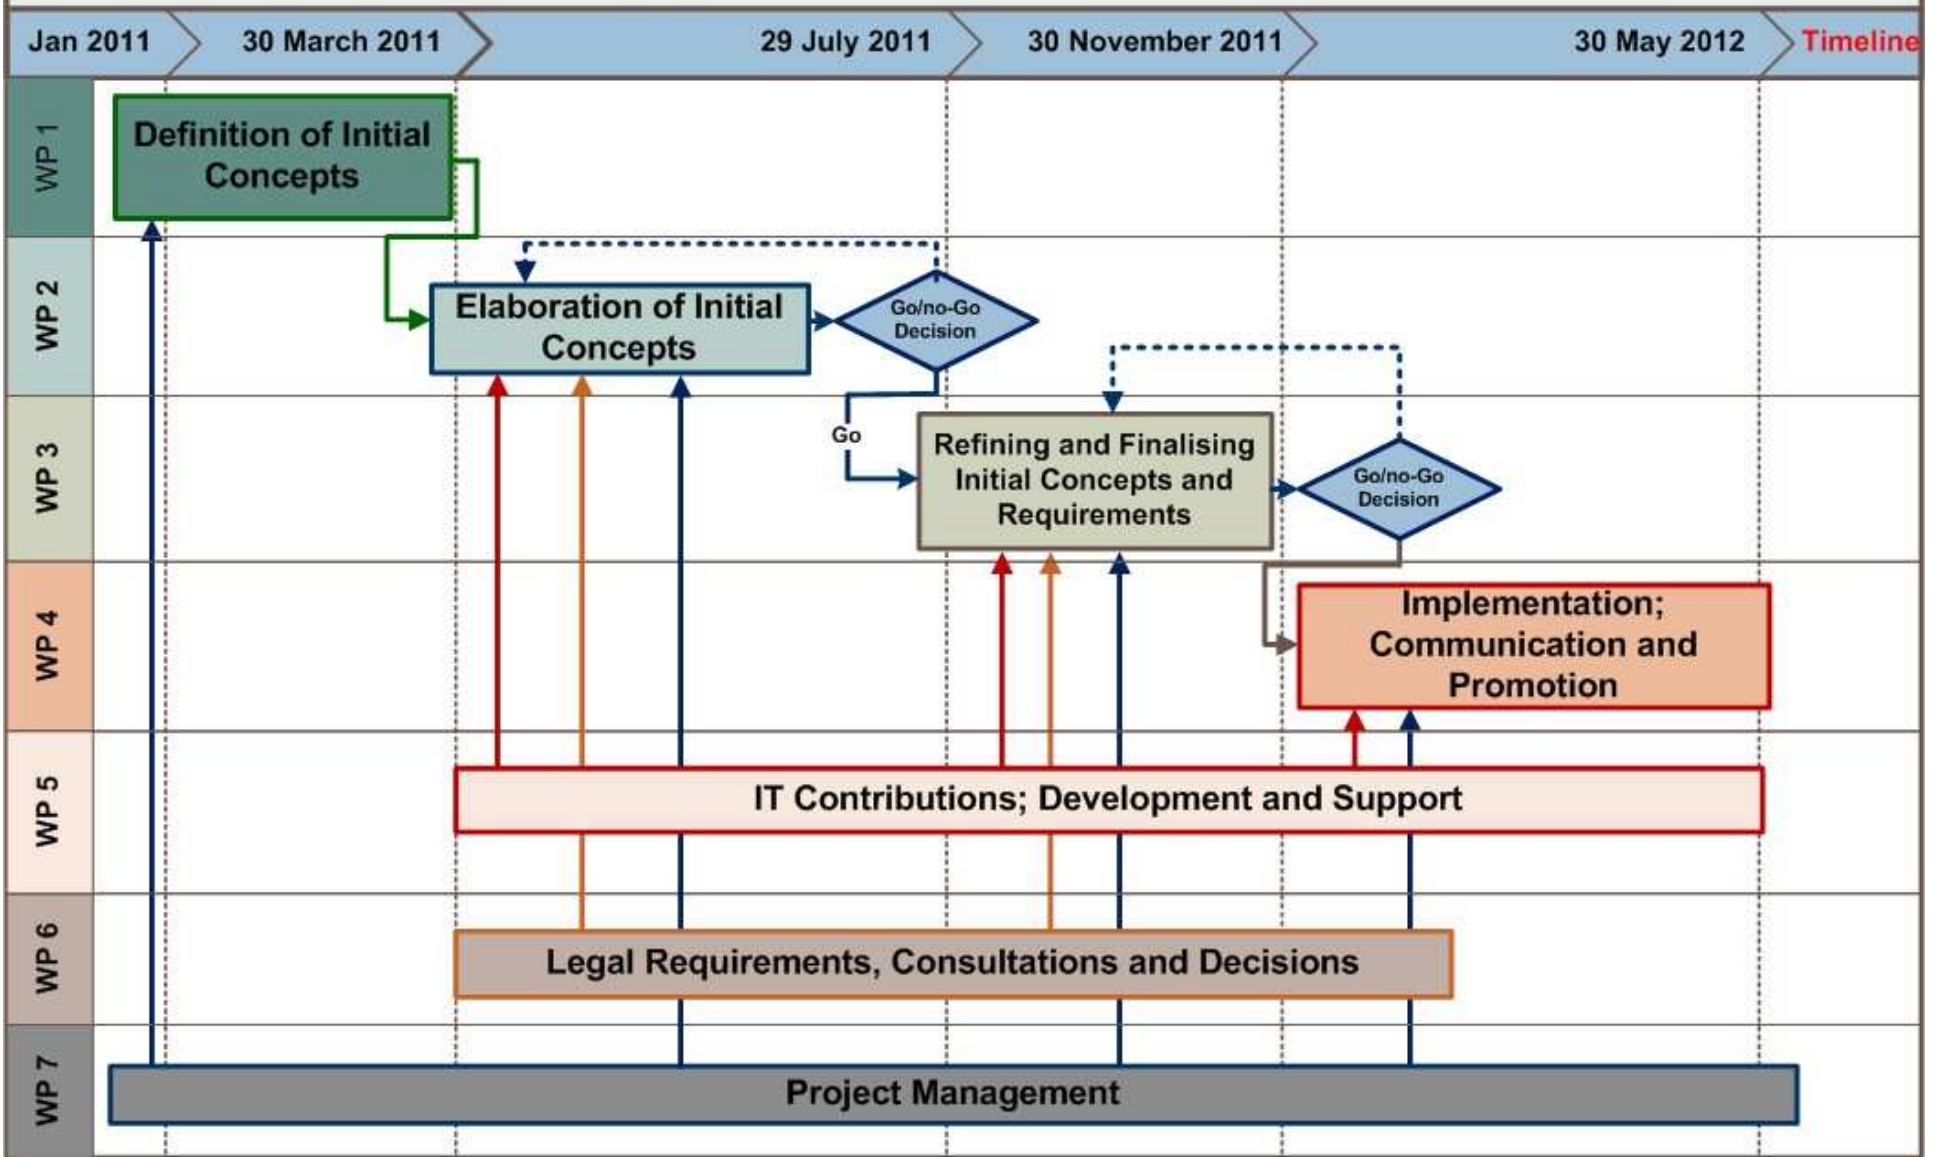 Jan 2011
30 March 2011
29 July 2011
30 November 2011
30 May 2012
Timeline
WP 1
Definition of Initial
Concepts
WP 2
Elaboration of Initial
Concepts
Go/no-Go
Decision
WP 3
Go
Refining and Finalising
Initial Concepts and
Requirements
Go/no-Go
Decision
WP 4
Implementation;
Communication and
Promotion
WP 5
IT Contributions; Development and Support
WP 6
Legal Requirements, Consultations and Decisions
WP 7
Project Management